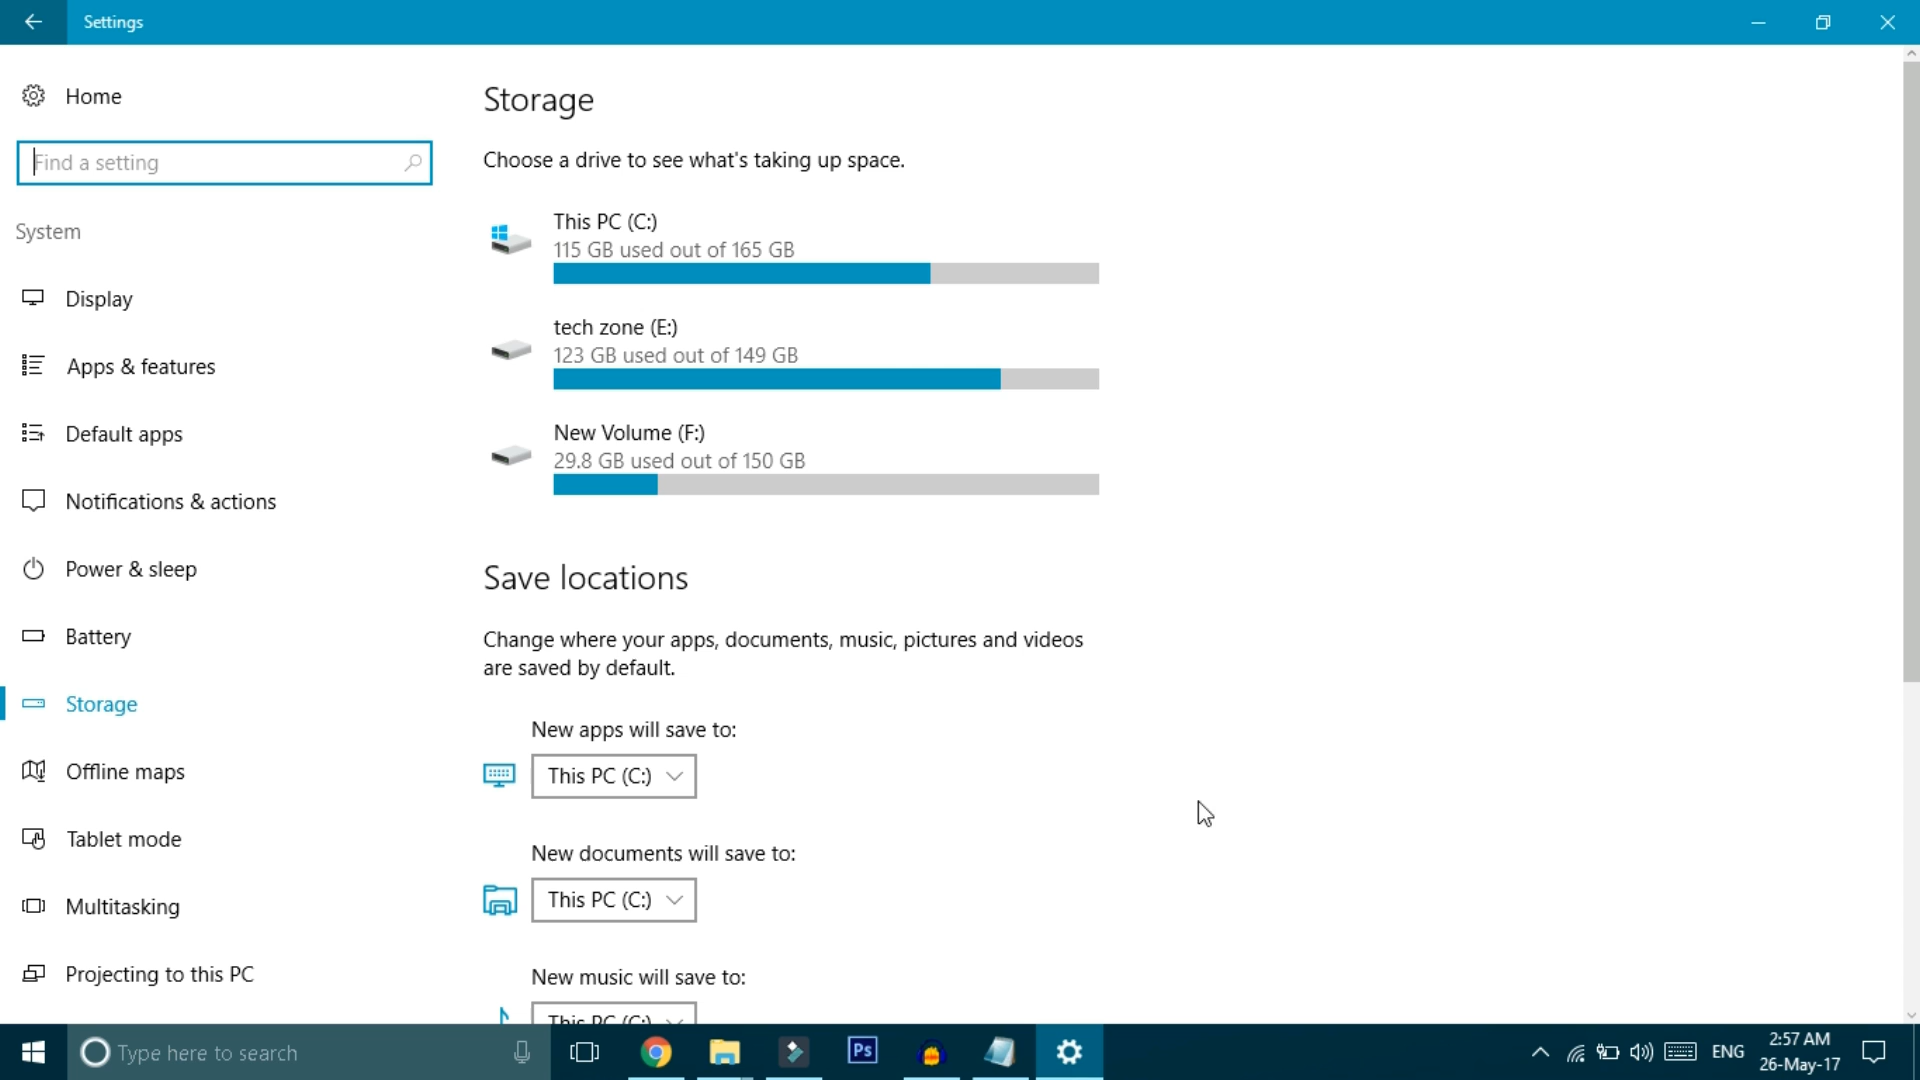 Settings
Home
Find a setting
System
Display
Apps & features
Default apps
Notifications & actions
Power & sleep
Battery
Storage
Offline maps
Tablet mode
Multitasking
Projecting to this PC
Storage
Choose a drive to see what's taking up space.
This PC (C:)
115 GB used out of 165 GB
tech zone (E:)
123 GB used out of 149 GB
New Volume (F:)
29.8 GB used out of 150 GB
Save locations
Change where your apps, documents, music, pictures and videos
are saved by default.
New apps will save to:
This PC (C:)
New documents will save to:
This PC (C:)
New music will save to:
This PC (C:)
Type here to search
Ps
ENG
2:57 AM
26-May-17